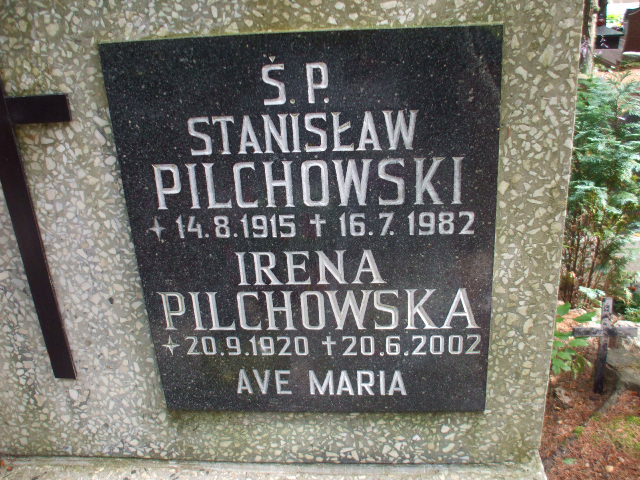 Ś. P.
STANISŁAW
PILCHOWSKI
✦ 14.8.1915 ✝ 16.7.1982
IRENA
PILCHOWSKA
✦ 20.9.1920 ✝ 20.6.2002
AVE MARIA